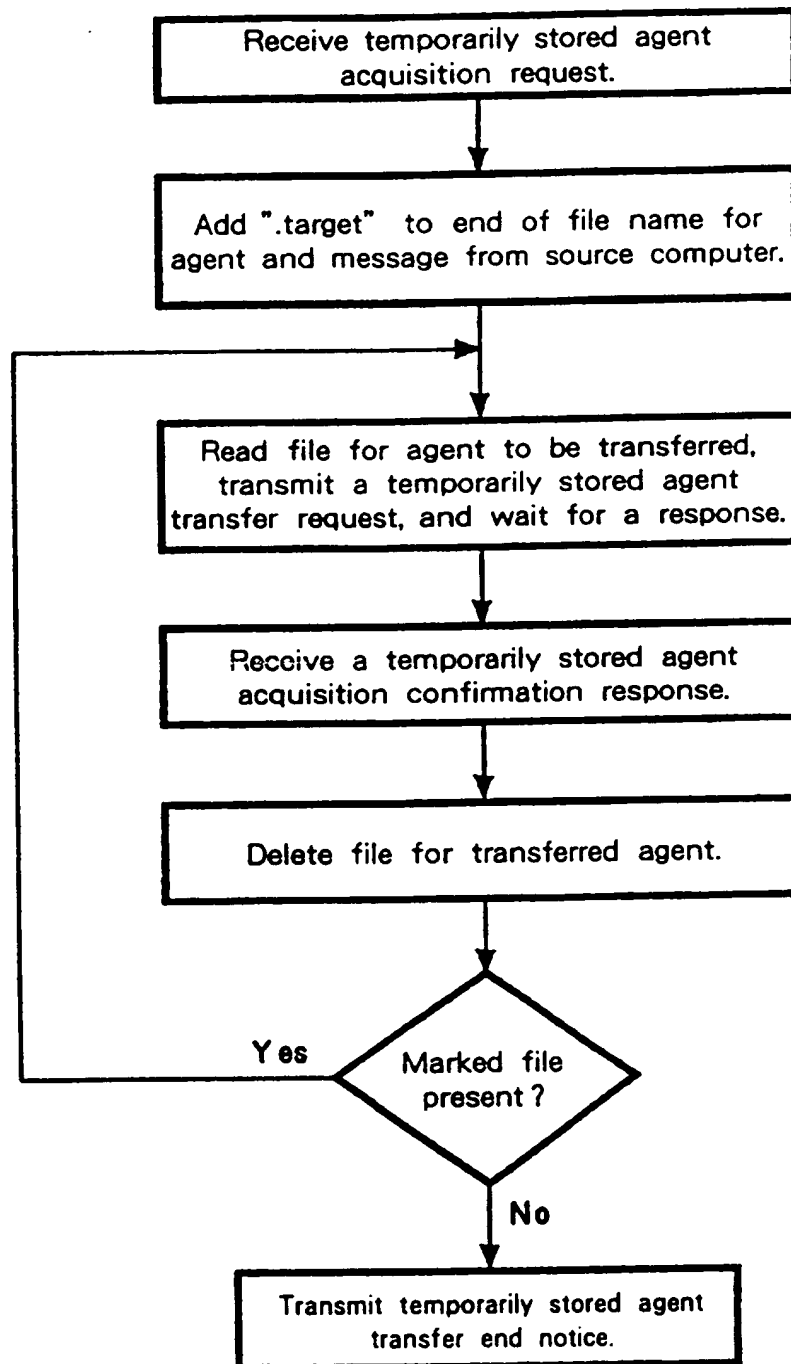 Receive temporarily stored agent
acquisition request.
Add ".target" to end of file name for
agent and message from source computer.
Read file for agent to be transferred,
transmit a temporarily stored agent
transfer request, and wait for a response.
Receive a temporarily stored agent
acquisition confirmation response.
Delete file for transferred agent.
Yes
Marked file
present ?
No
Transmit temporarily stored agent
transfer end notice.